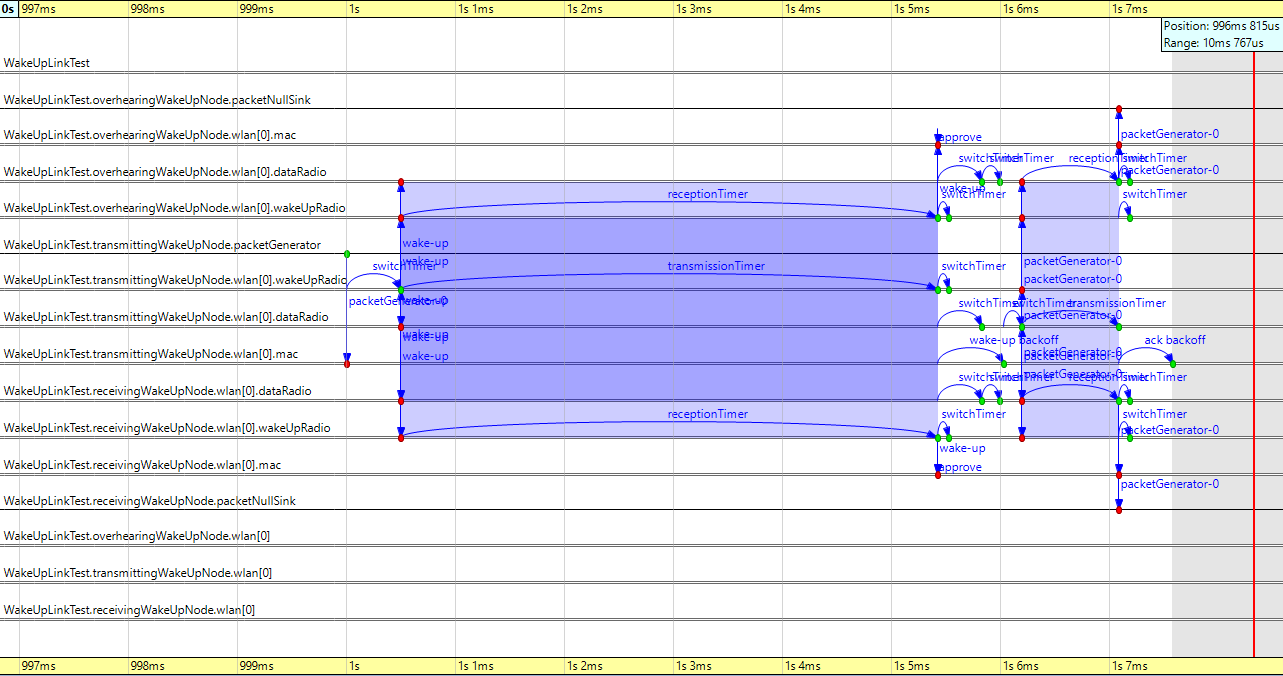 0s 997ms 998ms 999ms 1s 1s 1ms 1s 2ms 1s 3ms 1s 4ms 1s 5ms 1s 6ms 1s 7ms
Position: 996ms 815us
Range: 10ms 767us
WakeUpLinkTest
WakeUpLinkTest.overhearingWakeUpNode.packetNullSink
WakeUpLinkTest.overhearingWakeUpNode.wlan[0].mac
approve
packetGenerator-0
switchTimer
switchTimer
receptionTimer
switchTimer
WakeUpLinkTest.overhearingWakeUpNode.wlan[0].dataRadio
packetGenerator-0
wake-up
receptionTimer
switchTimer
switchTimer
WakeUpLinkTest.overhearingWakeUpNode.wlan[0].wakeUpRadio
WakeUpLinkTest.transmittingWakeUpNode.packetGenerator
wake-up
wake-up
packetGenerator-0
switchTimer
transmissionTimer
switchTimer
WakeUpLinkTest.transmittingWakeUpNode.wlan[0].wakeUpRadio
packetGenerator-0
packetGenerator-0
wake-up
switchTimer
switchTimer
transmissionTimer
WakeUpLinkTest.transmittingWakeUpNode.wlan[0].dataRadio
packetGenerator-0
wake-up
wake-up
wake-up backoff
ack backoff
WakeUpLinkTest.transmittingWakeUpNode.wlan[0].mac
wake-up
packetGenerator-0
packetGenerator-0
switchTimer
switchTimer
packetGenerator-0
receptionTimer
switchTimer
WakeUpLinkTest.receivingWakeUpNode.wlan[0].dataRadio
receptionTimer
switchTimer
switchTimer
WakeUpLinkTest.receivingWakeUpNode.wlan[0].wakeUpRadio
packetGenerator-0
wake-up
WakeUpLinkTest.receivingWakeUpNode.wlan[0].mac
approve
packetGenerator-0
WakeUpLinkTest.receivingWakeUpNode.packetNullSink
WakeUpLinkTest.overhearingWakeUpNode.wlan[0]
WakeUpLinkTest.transmittingWakeUpNode.wlan[0]
WakeUpLinkTest.receivingWakeUpNode.wlan[0]
997ms 998ms 999ms 1s 1s 1ms 1s 2ms 1s 3ms 1s 4ms 1s 5ms 1s 6ms 1s 7ms